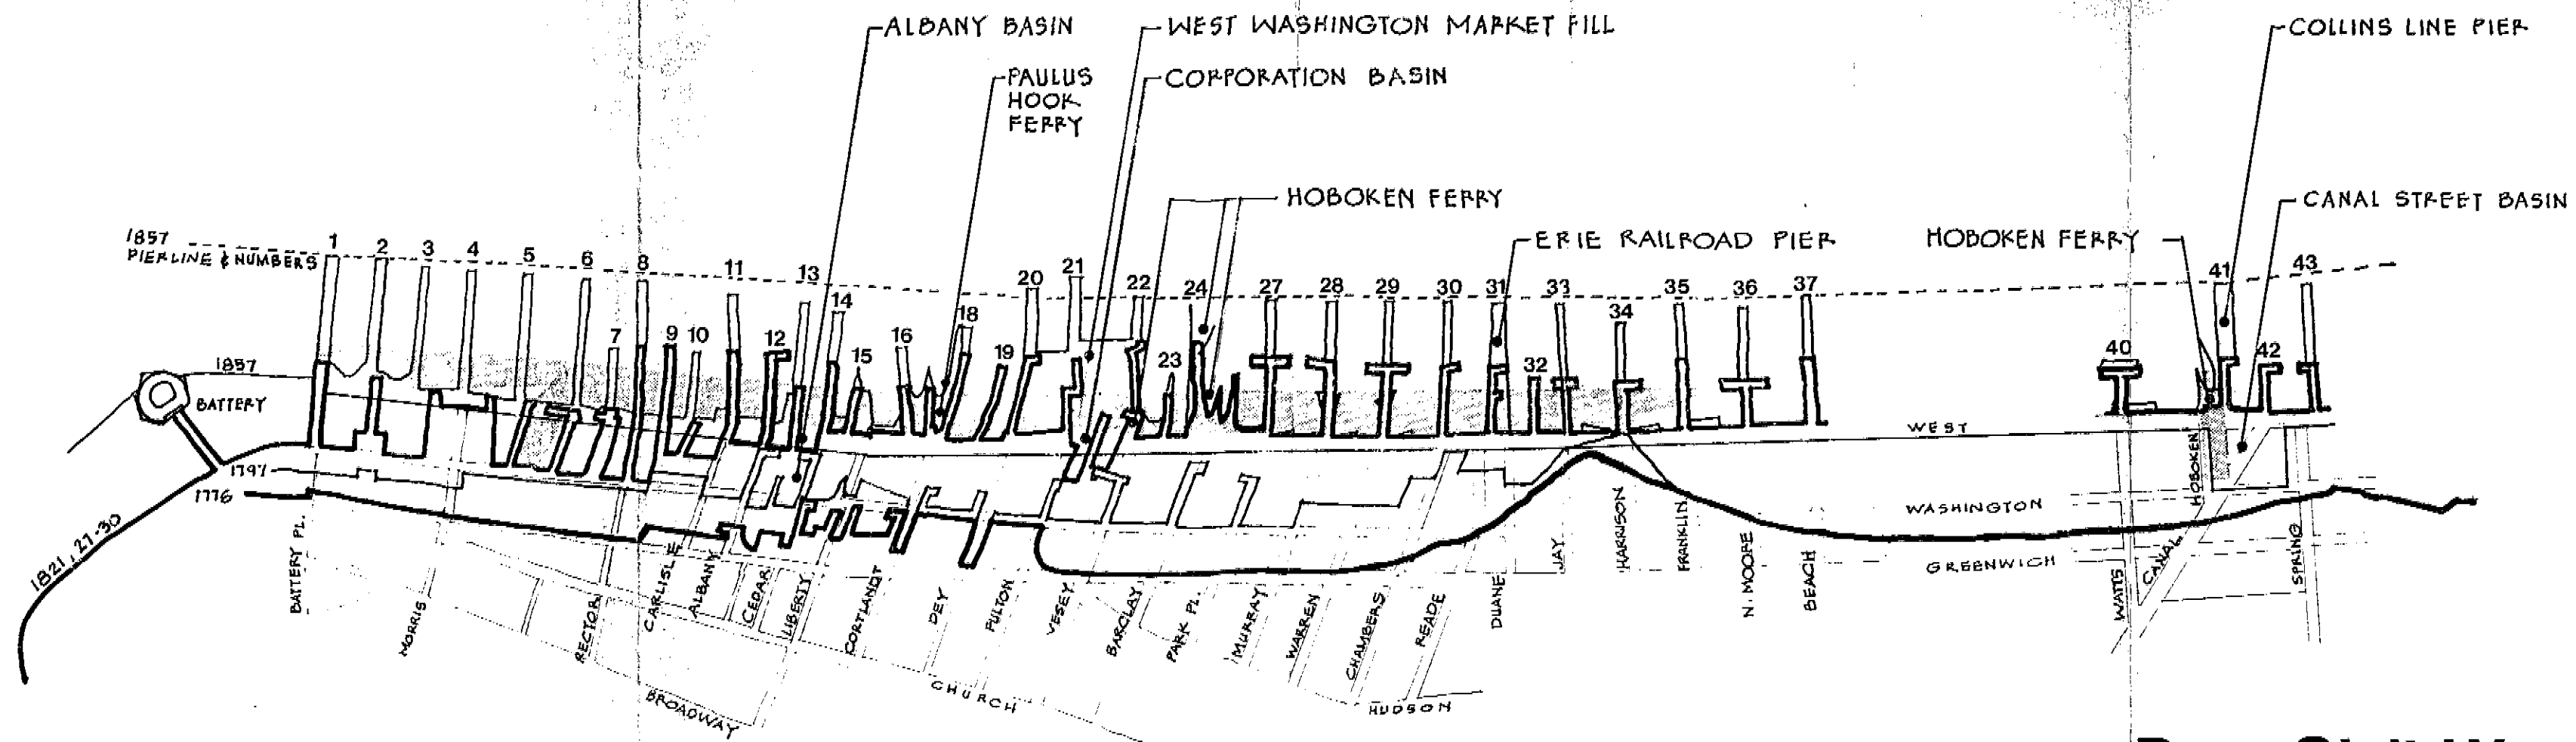 ALBANY BASIN
WEST WASHINGTON MARKET FILL
COLLINS LINE PIER
PAULUS
HOOK
FERRY
CORPORATION BASIN
HOBOKEN FERRY
CANAL STREET BASIN
ERIE RAILROAD PIER
HOBOKEN FERRY
1857
PIERLINE & NUMBERS
1
2
3
4
5
6
7
8
9
10
11
12
13
14
15
16
18
19
20
21
22
23
24
27
28
29
30
31
32
33
34
35
36
37
40
41
42
43
1857
BATTERY
1797
1776
1821, 27-30
WEST
WASHINGTON
GREENWICH
BATTERY PL.
MORRIS
RECTOR
CARLISLE
ALBANY
CEDAR
LIBERTY
CORTLANDT
DEY
FULTON
VESEY
BARCLAY
PARK PL.
MURRAY
WARREN
CHAMBERS
READE
DUANE
JAY
HARRISON
FRANKLIN
N. MOORE
BEACH
WATTS
CANAL
HOBOKEN
SPRING
BROADWAY
CHURCH
HUDSON